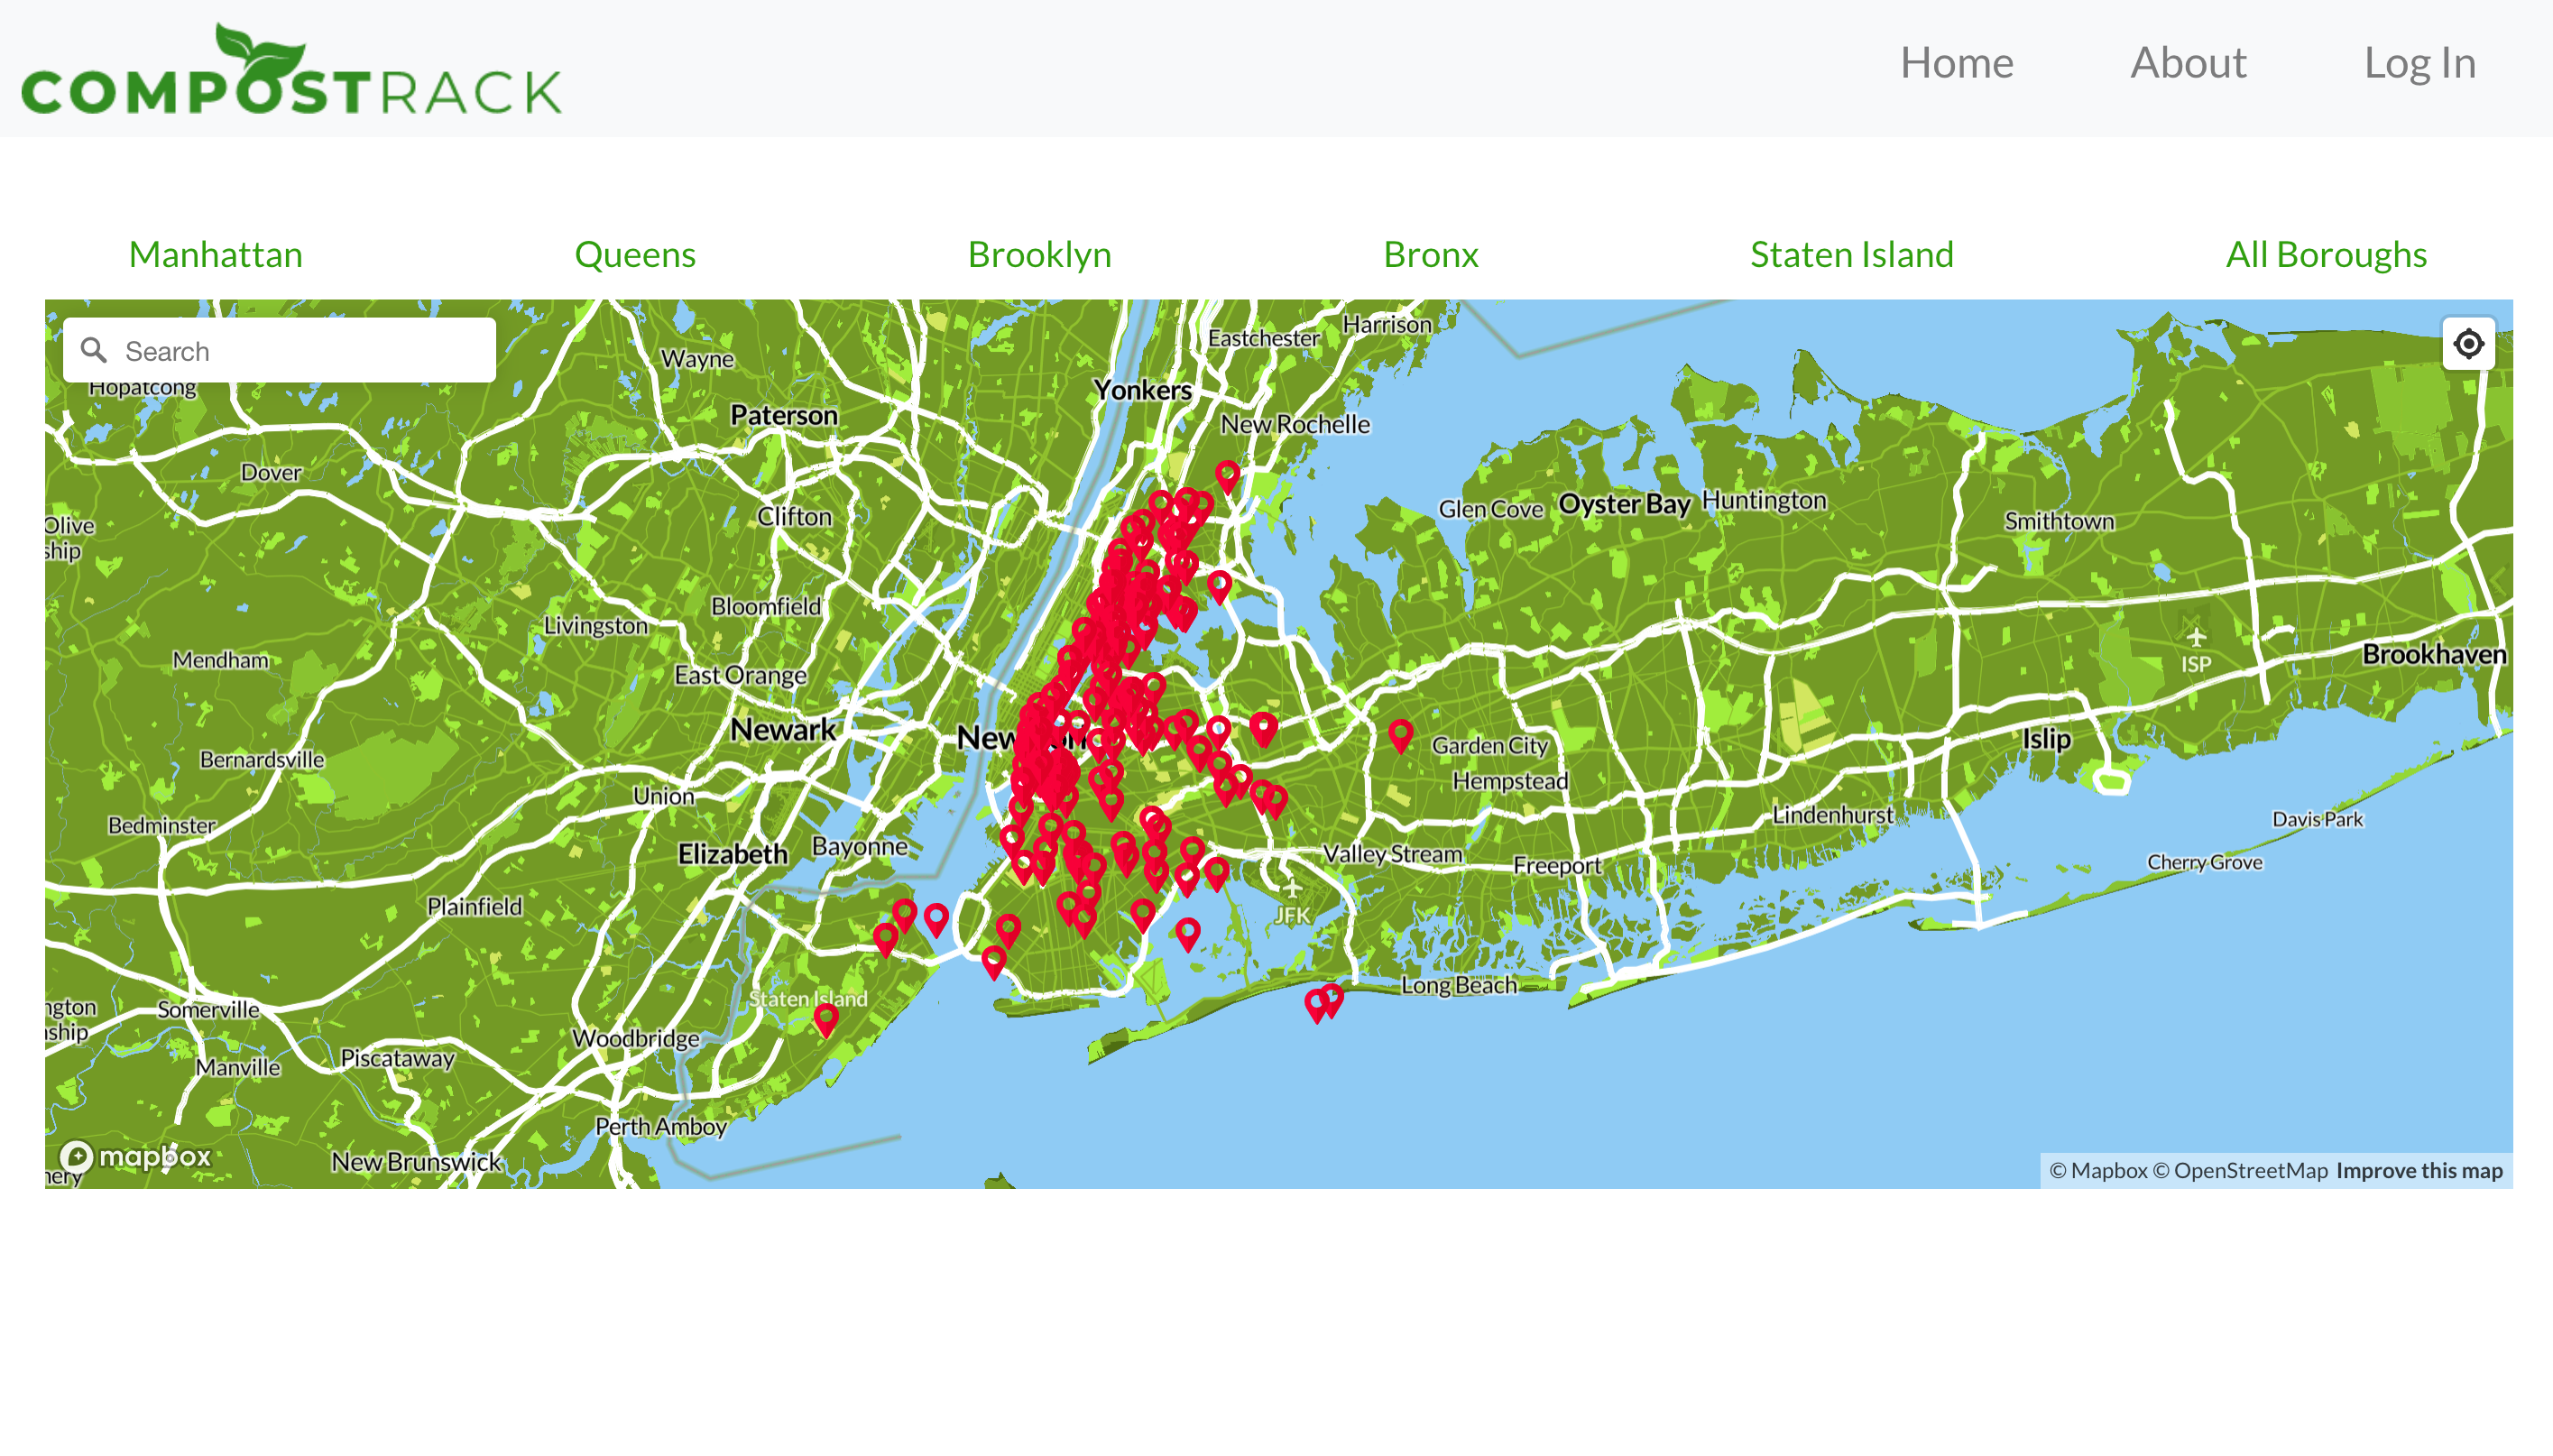 COMPOSTRACK
Home About Log In
Manhattan Queens Brooklyn Bronx Staten Island All Boroughs
Search
Harrison
Eastchester
Wayne
Hopatcong
Yonkers
Paterson
New Rochelle
Dover
Oyster Bay
Huntington
Glen Cove
Clifton
Smithtown
Olive
ship
Bloomfield
Livingston
Mendham
ISP
Brookhaven
East Orange
Newark
New
Islip
Garden City
Bernardsville
Hempstead
Union
Lindenhurst
Davis Park
Bedminster
Bayonne
Elizabeth
Valley Stream
Freeport
Cherry Grove
Plainfield
JFK
Long Beach
Staten Island
ngton
ship
Somerville
Woodbridge
Piscataway
Manville
Perth Amboy
mapbox
New Brunswick
nery
© Mapbox © OpenStreetMap Improve this map